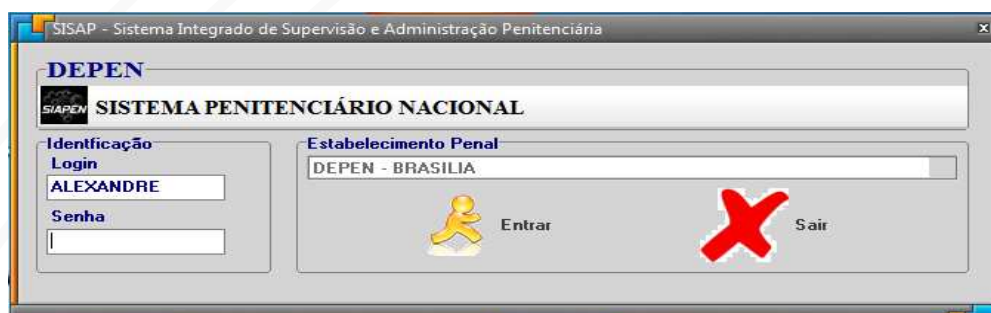 SISAP - Sistema Integrado de Supervisão e Administração Penitenciária
DEPEN
SIAPEN SISTEMA PENITENCIÁRIO NACIONAL
Identficação
Login
ALEXANDRE
Senha
Estabelecimento Penal
DEPEN - BRASILIA
Entrar
Sair